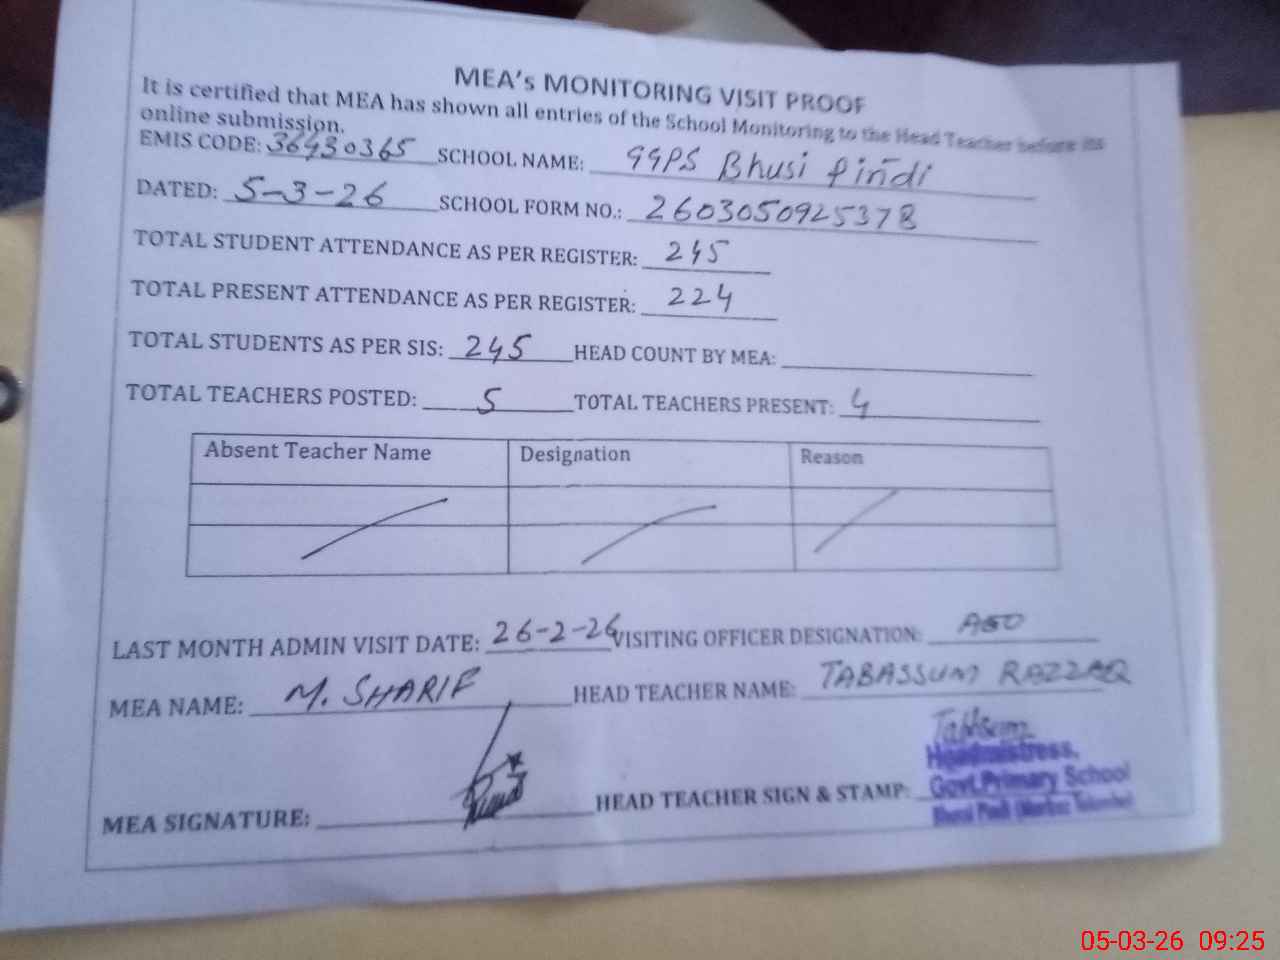 MEA's MONITORING VISIT PROOF
It is certified that MEA has shown all entries of the School Monitoring to the Head Teacher before its
online submission.
EMIS CODE: 36930365 SCHOOL NAME: GGPS Bhusi Pindi
DATED: 5-3-26 SCHOOL FORM NO.: 2603050925378
TOTAL STUDENT ATTENDANCE AS PER REGISTER: 245
TOTAL PRESENT ATTENDANCE AS PER REGISTER: 224
TOTAL STUDENTS AS PER SIS: 245 HEAD COUNT BY MEA:
TOTAL TEACHERS POSTED: 5 TOTAL TEACHERS PRESENT: 4
Absent Teacher Name Designation Reason
LAST MONTH ADMIN VISIT DATE: 26-2-26 VISITING OFFICER DESIGNATION: AEO
MEA NAME: M. SHARIF HEAD TEACHER NAME: TABASSUM RAZZAQ
MEA SIGNATURE: HEAD TEACHER SIGN & STAMP:
Headmistress,
Govt.Primary School
Bhusi Pindi (Markaz
05-03-26 09:25